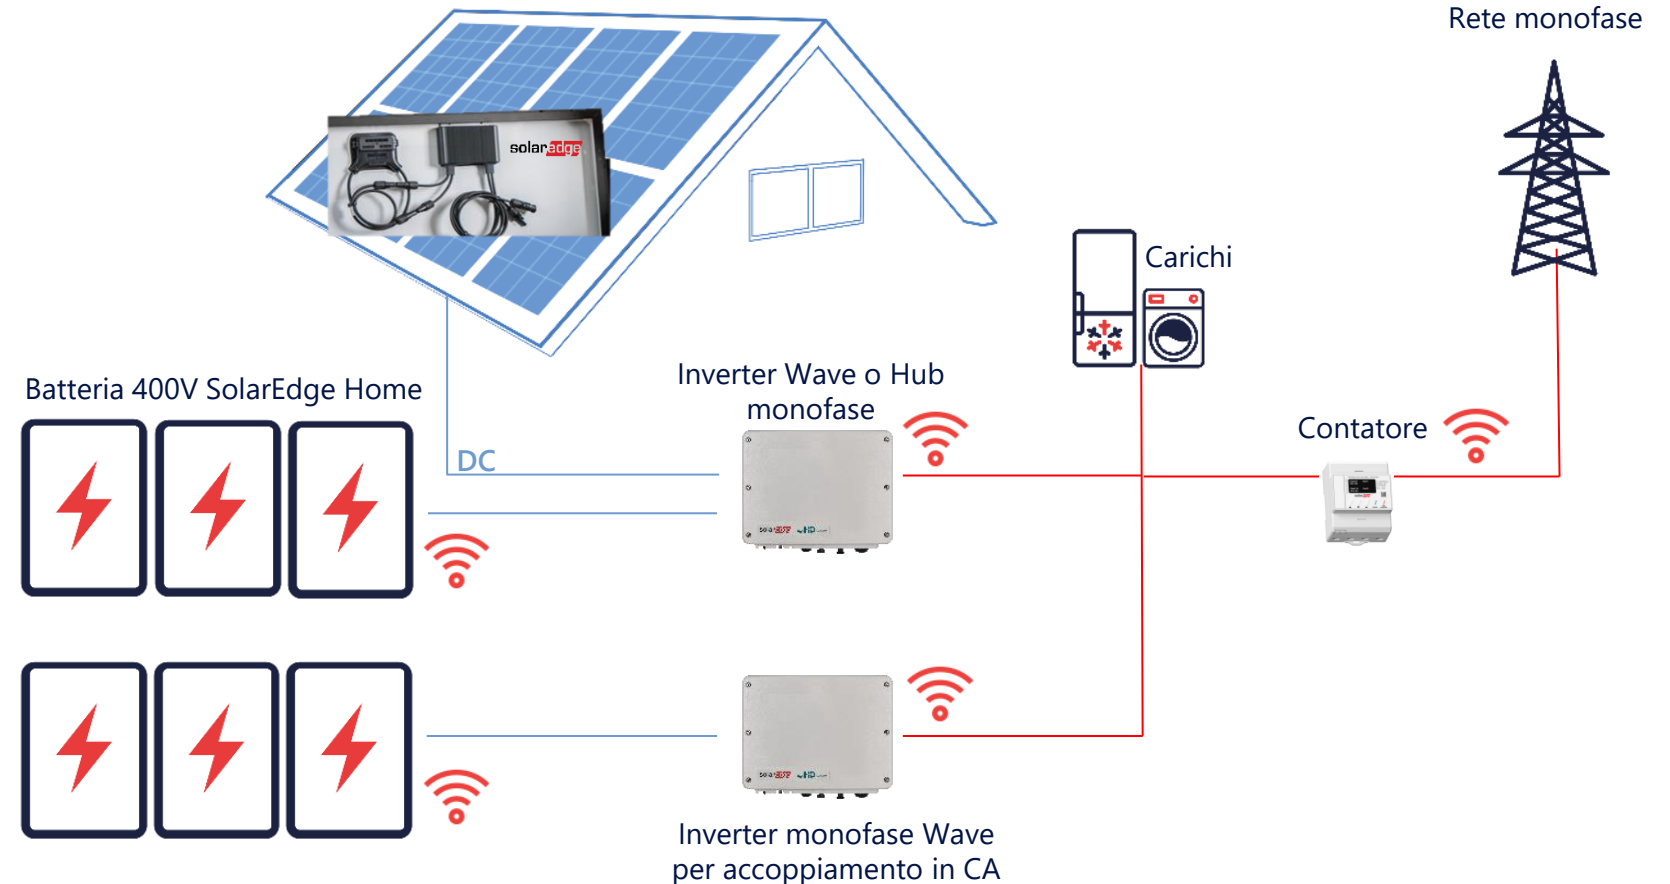 Rete monofase
solaredge
Carichi
Inverter Wave o Hub
monofase
Batteria 400V SolarEdge Home
Contatore
DC
Inverter monofase Wave
per accoppiamento in CA